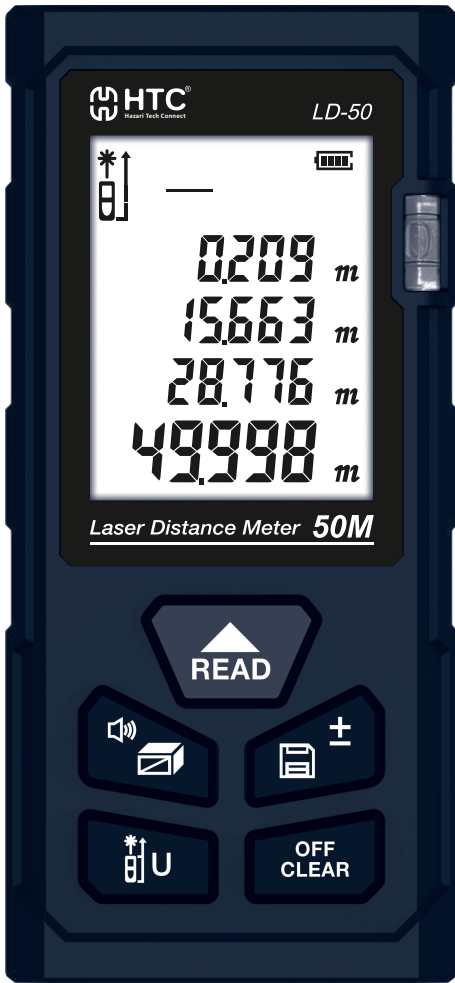 HTC®
Hazari Tech Connect
LD-50
0.209 m
15.663 m
28.776 m
49.998 m
Laser Distance Meter 50M
READ
±
U
OFF
CLEAR